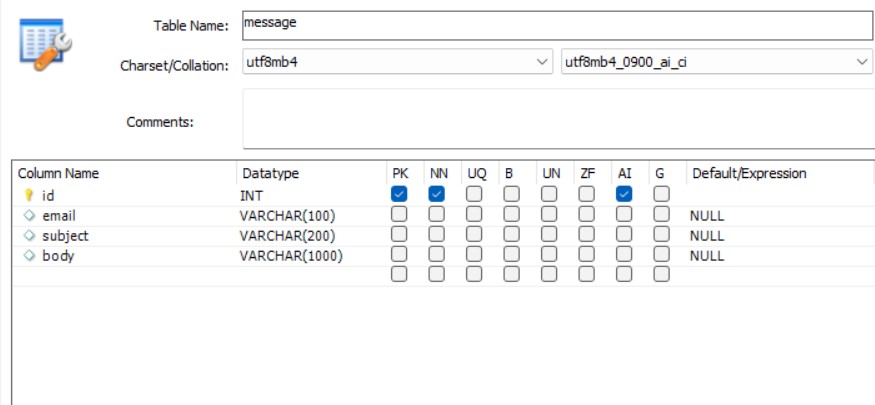 Table Name: message
Charset/Collation: utf8mb4 utf8mb4_0900_ai_ci
Comments:
Column Name Datatype PK NN UQ B UN ZF AI G Default/Expression
id INT
email VARCHAR(100) NULL
subject VARCHAR(200) NULL
body VARCHAR(1000) NULL